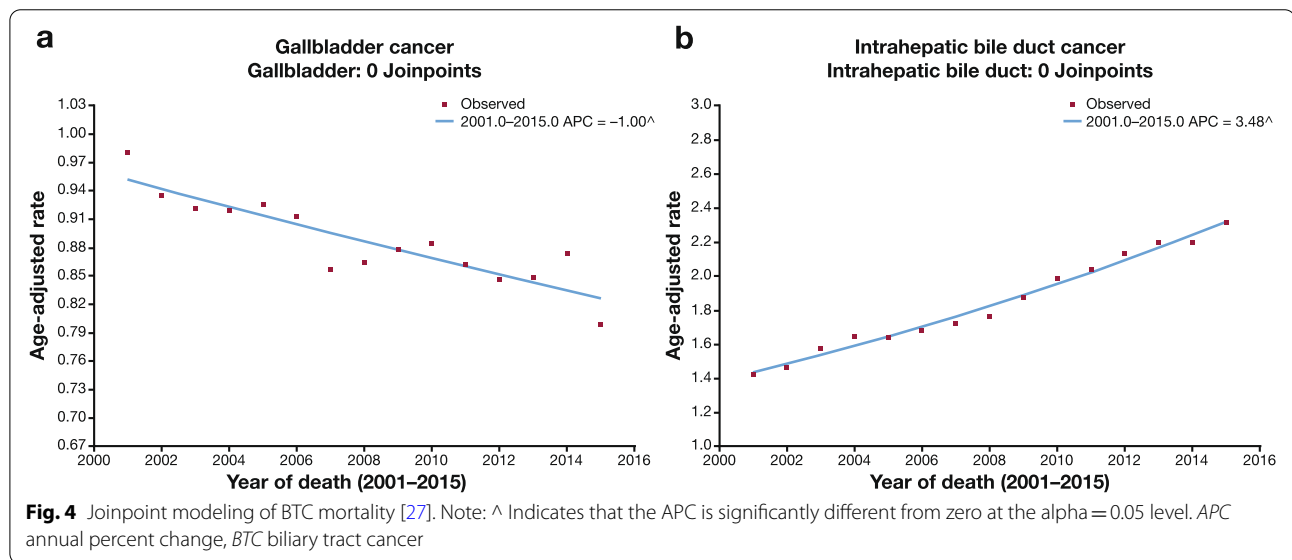 a
Gallbladder cancer
Gallbladder: 0 Joinpoints
Observed
2001.0–2015.0 APC = –1.00^
Age-adjusted rate
1.03
1.00
0.97
0.94
0.91
0.88
0.85
0.82
0.79
0.76
0.73
0.70
0.67
2000 2002 2004 2006 2008 2010 2012 2014 2016
Year of death (2001–2015)
b
Intrahepatic bile duct cancer
Intrahepatic bile duct: 0 Joinpoints
Observed
2001.0–2015.0 APC = 3.48^
Age-adjusted rate
3.0
2.8
2.6
2.4
2.2
2.0
1.8
1.6
1.4
1.2
1.0
2000 2002 2004 2006 2008 2010 2012 2014 2016
Year of death (2001–2015)
Fig. 4 Joinpoint modeling of BTC mortality [27]. Note: ^ Indicates that the APC is significantly different from zero at the alpha = 0.05 level. APC
annual percent change, BTC biliary tract cancer